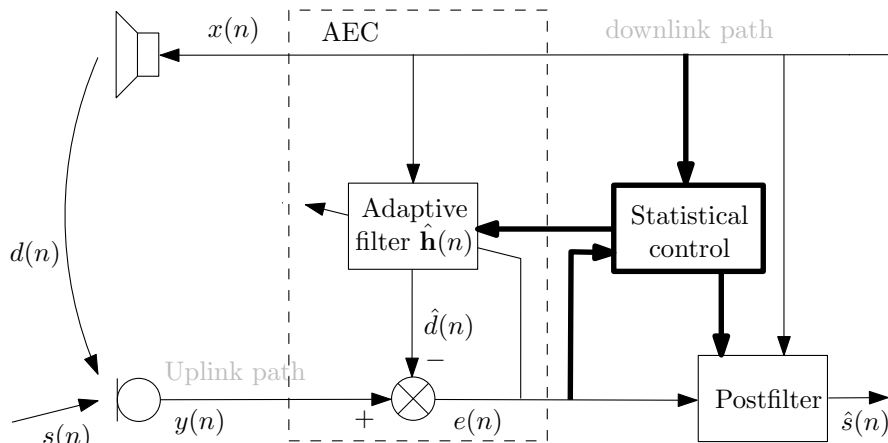 x(n)
AEC
downlink path
Adaptive
filter ĥ(n)
Statistical
control
d(n)
d̂(n)
−
Uplink path
Postfilter
s(n)
y(n)
+
e(n)
ŝ(n)